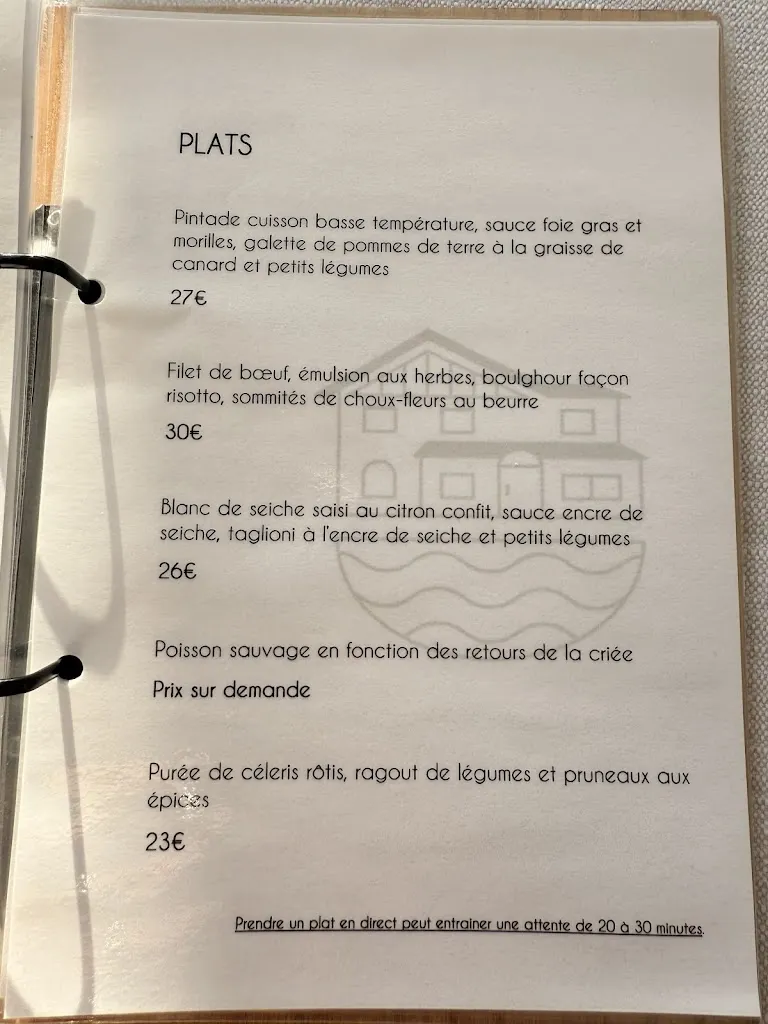 PLATS
Pintade cuisson basse température, sauce foie gras et
morilles, galette de pommes de terre à la graisse de
canard et petits légumes
27€
Filet de bœuf, émulsion aux herbes, boulghour façon
risotto, sommités de choux-fleurs au beurre
30€
Blanc de seiche saisi au citron confit, sauce encre de
seiche, taglioni à l'encre de seiche et petits légumes
26€
Poisson sauvage en fonction des retours de la criée
Prix sur demande
Purée de céleris rôtis, ragout de légumes et pruneaux aux
épices
23€
Prendre un plat en direct peut entrainer une attente de 20 à 30 minutes.